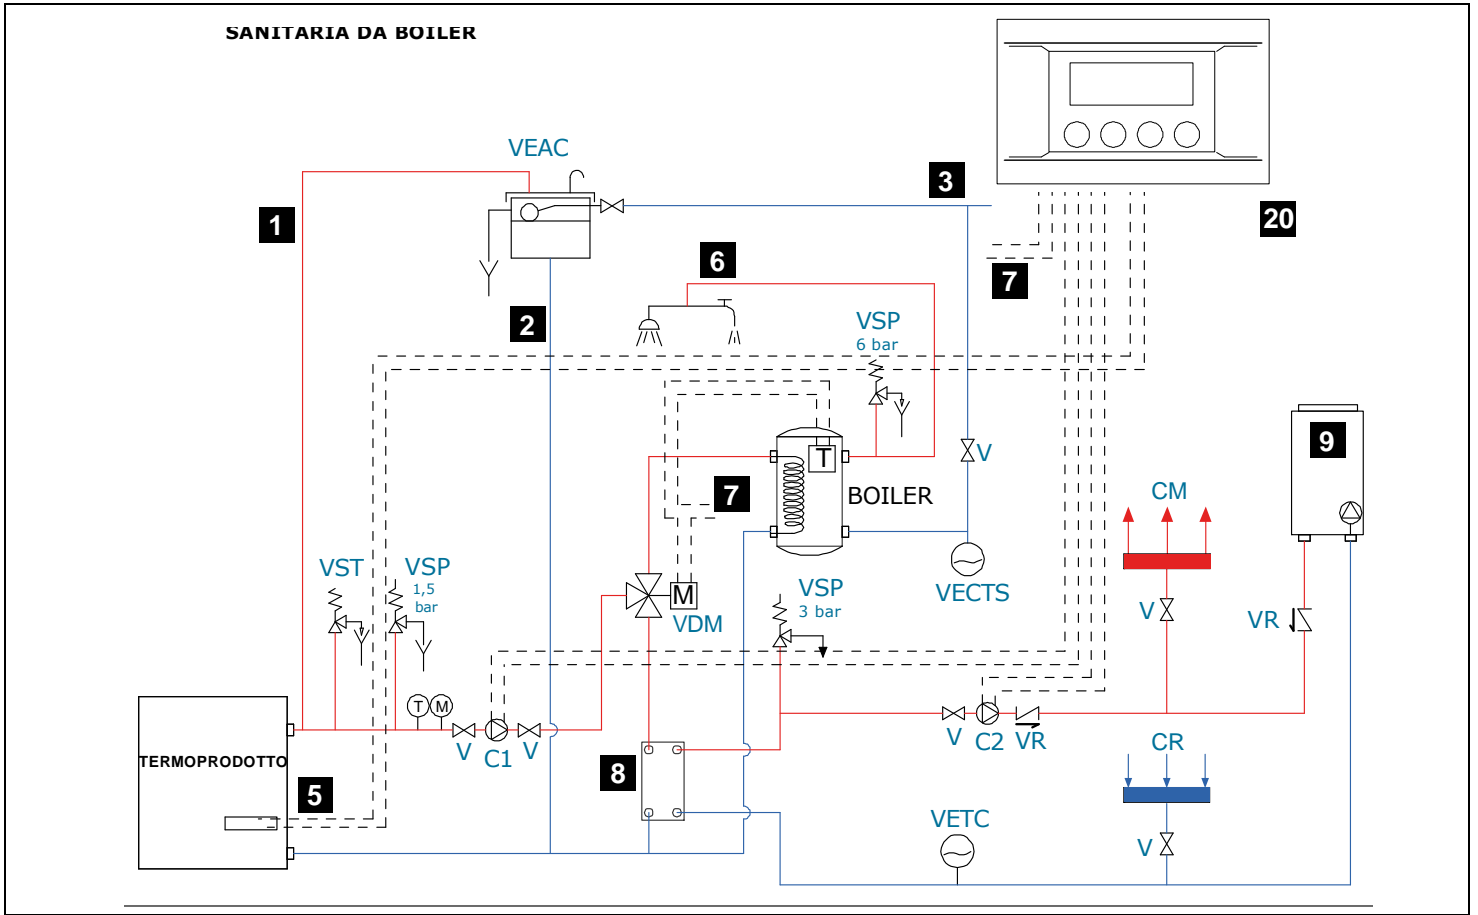 SANITARIA DA BOILER
VEAC
3
1
20
6
7
2
VSP
6 bar
9
T
V
7
BOILER
CM
VST
VSP
1,5
bar
VECTS
VSP
3 bar
M
VDM
V
VR
T
M
V
C1
V
V
C2
VR
CR
TERMOPRODOTTO
8
5
VETC
V